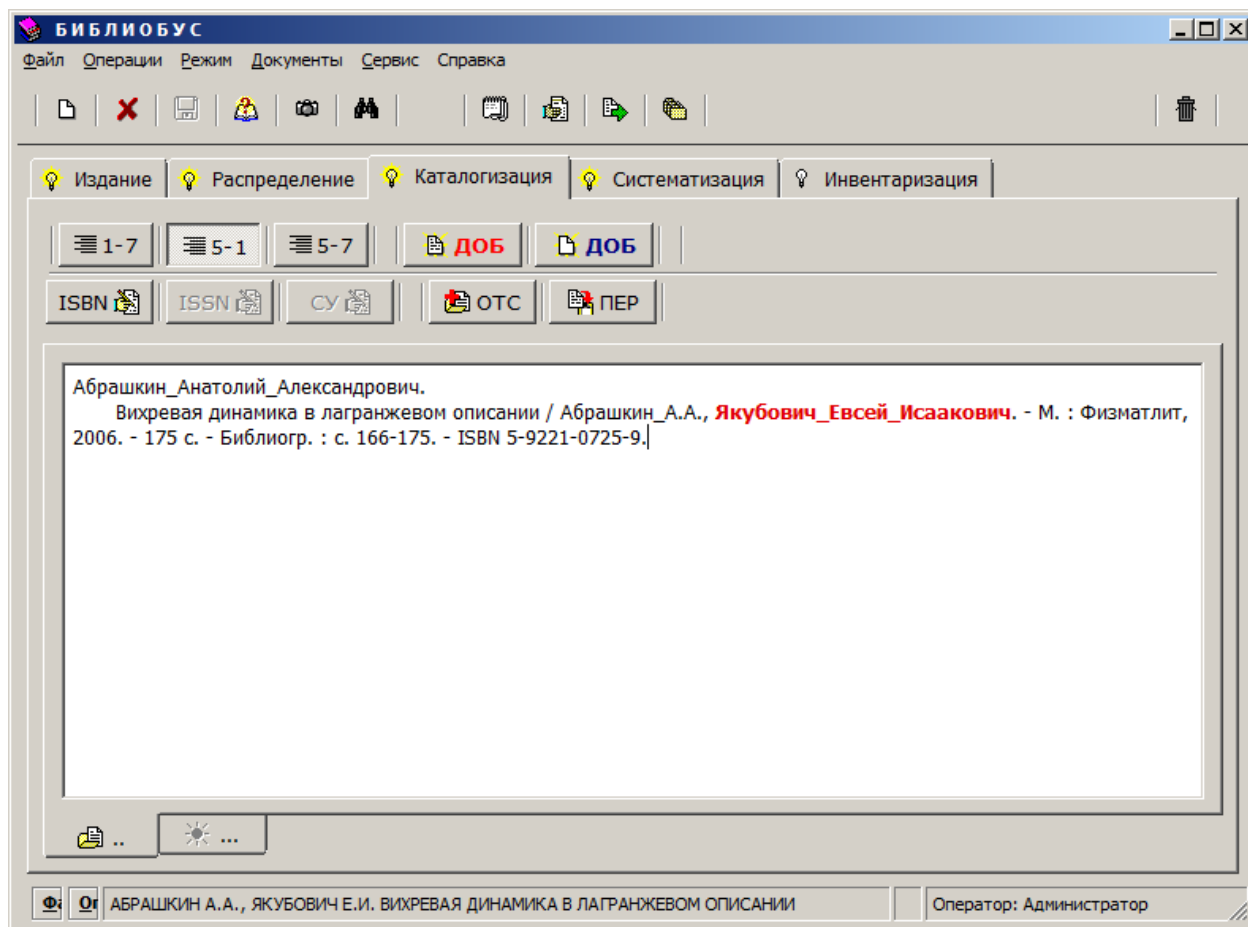 БИБЛИОБУС
Файл Операции Режим Документы Сервис Справка
Издание Распределение Каталогизация Систематизация Инвентаризация
1-7 5-1 5-7 ДОБ ДОБ
ISBN ISSN СУ ОТС ПЕР
Абрашкин_Анатолий_Александрович.
Вихревая динамика в лагранжевом описании / Абрашкин_А.А., Якубович_Евсей_Исаакович. - М. : Физматлит,
2006. - 175 с. - Библиогр. : с. 166-175. - ISBN 5-9221-0725-9.
.. ...
АБРАШКИН А.А., ЯКУБОВИЧ Е.И. ВИХРЕВАЯ ДИНАМИКА В ЛАГРАНЖЕВОМ ОПИСАНИИ Оператор: Администратор